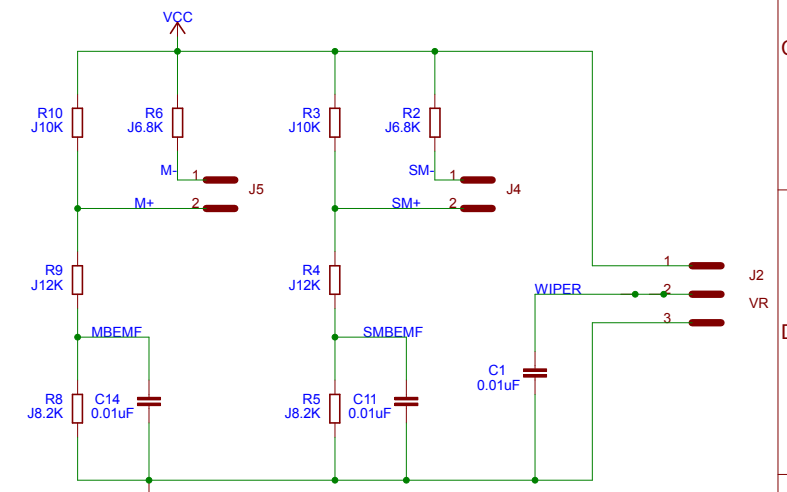 VCC
R10
J10K
R6
J6.8K
R3
J10K
R2
J6.8K
M-
1
SM-
1
J5
J4
M+
2
SM+
2
R9
J12K
R4
J12K
1
J2
WIPER
2
VR
3
MBEMF
SMBEMF
C1
0.01uF
R8
J8.2K
C14
0.01uF
R5
J8.2K
C11
0.01uF